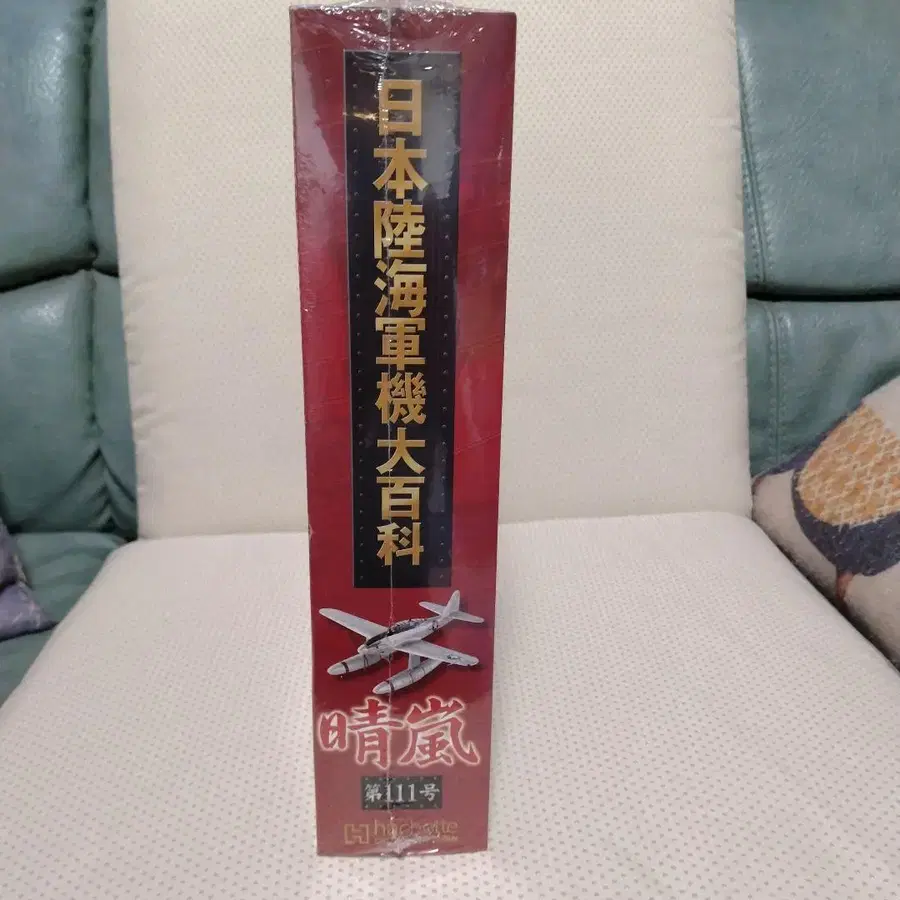 日本陸海軍機大百科
晴嵐
第111号
hachette